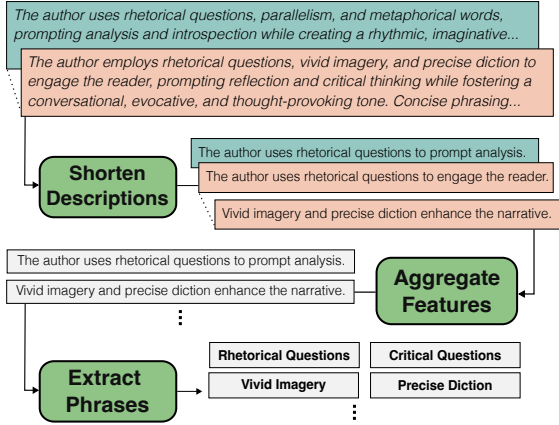 The author uses rhetorical questions, parallelism, and metaphorical words,
prompting analysis and introspection while creating a rhythmic, imaginative...
The author employs rhetorical questions, vivid imagery, and precise diction to
engage the reader, prompting reflection and critical thinking while fostering a
conversational, evocative, and thought-provoking tone. Concise phrasing...
Shorten
Descriptions
The author uses rhetorical questions to prompt analysis.
The author uses rhetorical questions to engage the reader.
Vivid imagery and precise diction enhance the narrative.
The author uses rhetorical questions to prompt analysis.
Vivid imagery and precise diction enhance the narrative.
Aggregate
Features
Extract
Phrases
Rhetorical Questions
Critical Questions
Vivid Imagery
Precise Diction